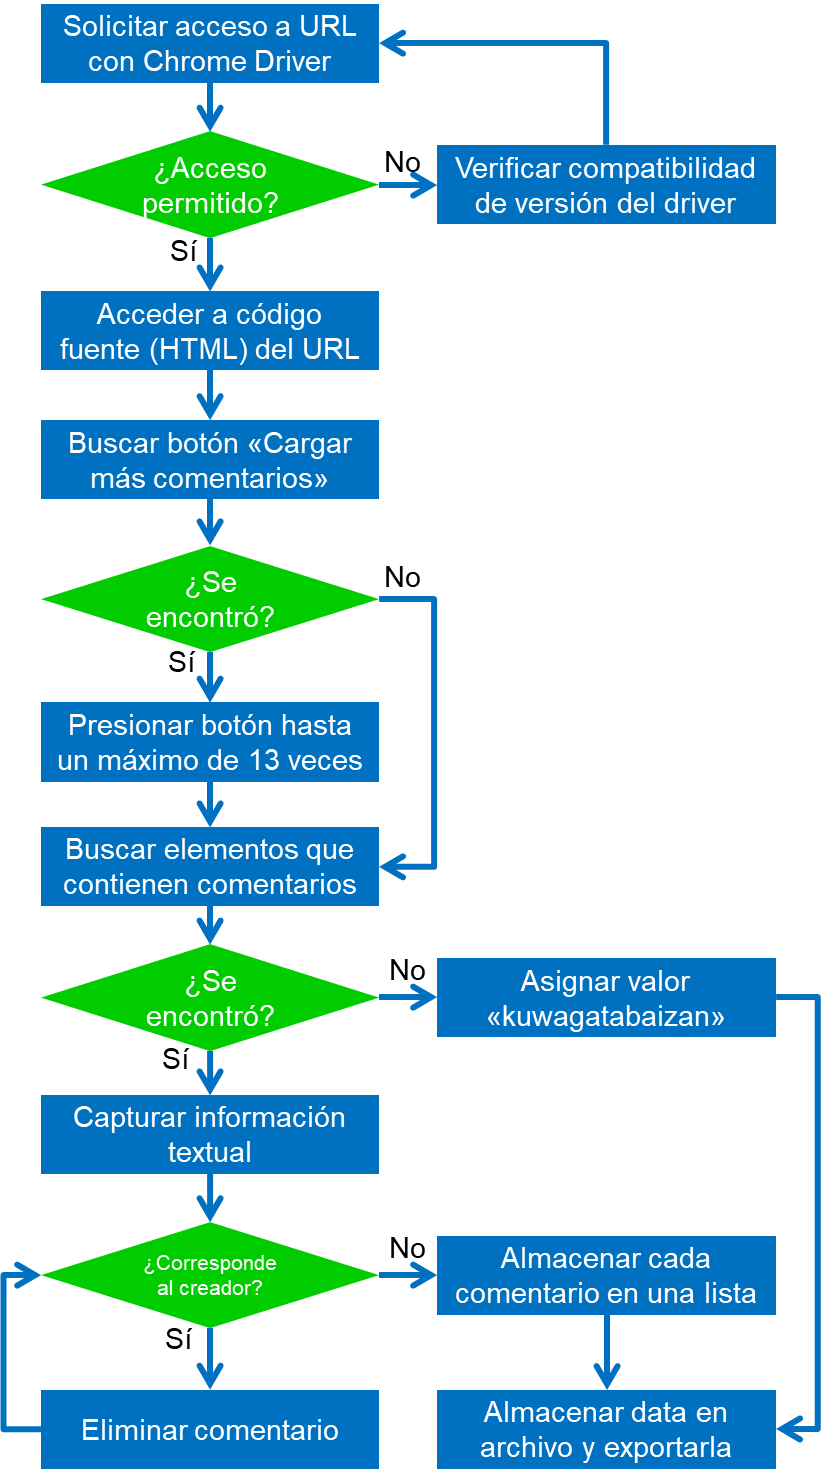 Solicitar acceso a URL
con Chrome Driver
¿Acceso
permitido?
No
Verificar compatibilidad
de versión del driver
Sí
Acceder a código
fuente (HTML) del URL
Buscar botón «Cargar
más comentarios»
¿Se
encontró?
No
Sí
Presionar botón hasta
un máximo de 13 veces
Buscar elementos que
contienen comentarios
¿Se
encontró?
No
Asignar valor
«kuwagatabaizan»
Sí
Capturar información
textual
¿Corresponde
al creador?
No
Almacenar cada
comentario en una lista
Sí
Eliminar comentario
Almacenar data en
archivo y exportarla